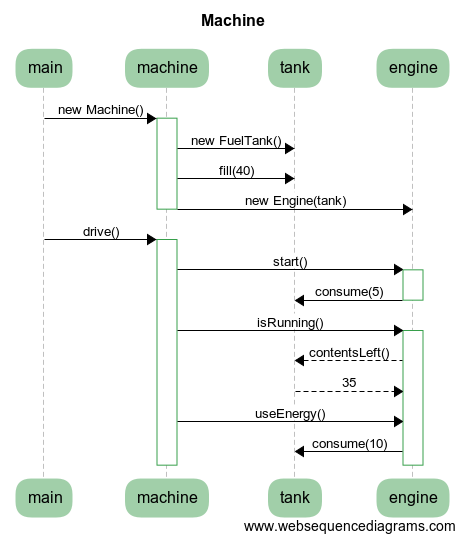 Machine
main machine tank engine
new Machine()
new FuelTank()
fill(40)
new Engine(tank)
drive()
start()
consume(5)
isRunning()
contentsLeft()
35
useEnergy()
consume(10)
main machine tank engine
www.websequencediagrams.com